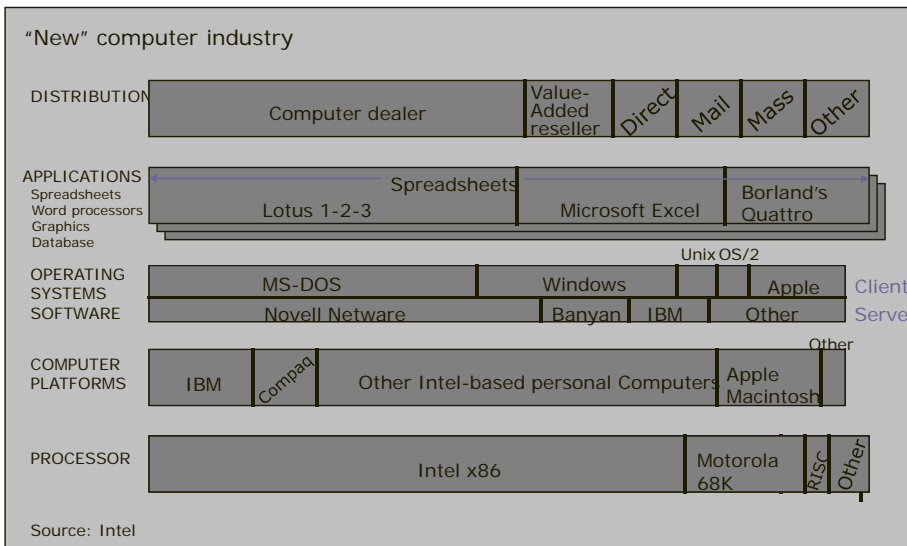 “New” computer industry
DISTRIBUTION
Computer dealer
Value-
Added
reseller
Direct
Mail
Mass
Other
APPLICATIONS
Spreadsheets
Word processors
Graphics
Database
Spreadsheets
Lotus 1-2-3
Microsoft Excel
Borland's
Quattro
OPERATING
SYSTEMS
SOFTWARE
Unix OS/2
MS-DOS
Windows
Apple
Client
Novell Netware
Banyan
IBM
Other
Serve
COMPUTER
PLATFORMS
IBM
Compaq
Other Intel-based personal Computers
Apple
Macintosh
Other
PROCESSOR
Intel x86
Motorola
68K
RISC
Other
Source: Intel